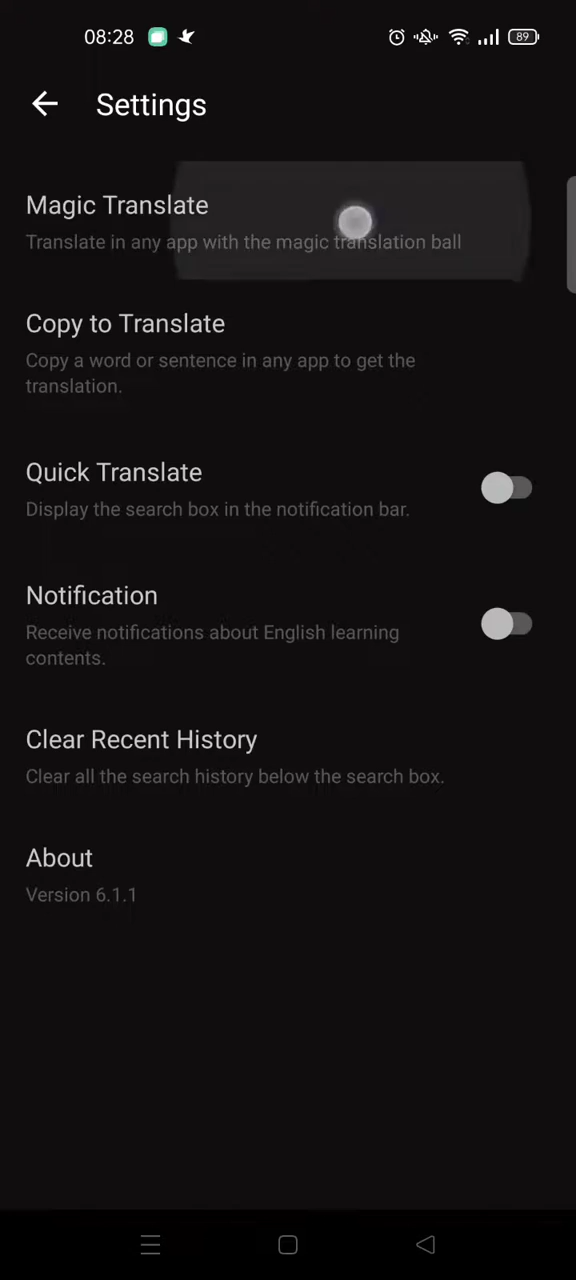 08:28
89
Settings
Magic Translate
Translate in any app with the magic translation ball
Copy to Translate
Copy a word or sentence in any app to get the
translation.
Quick Translate
Display the search box in the notification bar.
Notification
Receive notifications about English learning
contents.
Clear Recent History
Clear all the search history below the search box.
About
Version 6.1.1